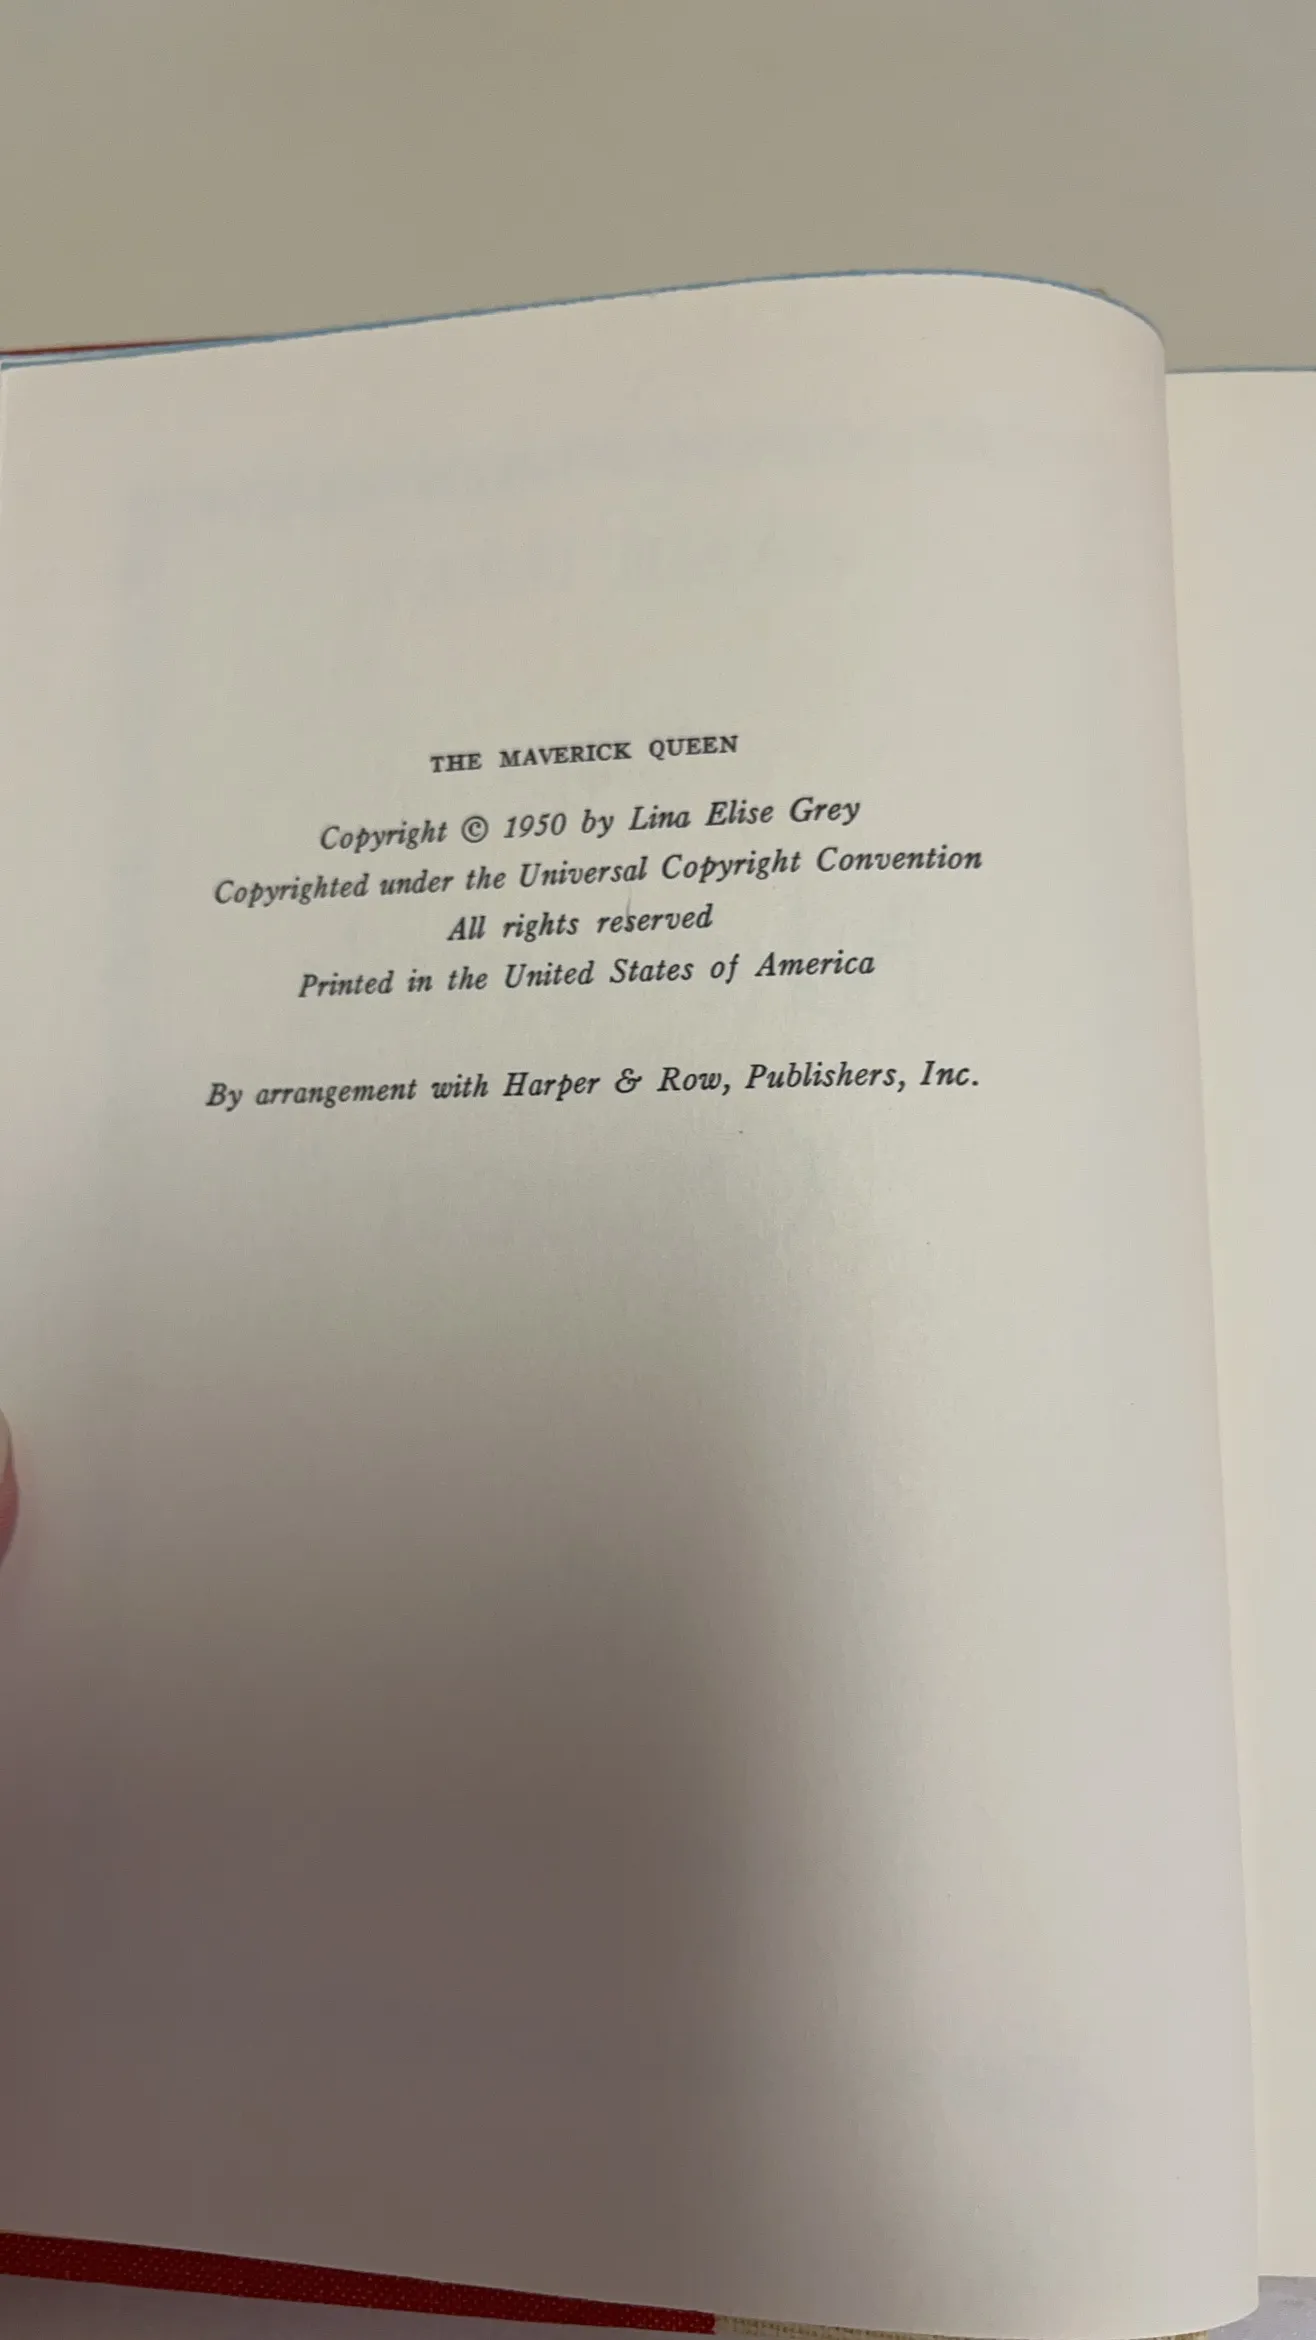 THE MAVERICK QUEEN
Copyright © 1950 by Lina Elise Grey
Copyrighted under the Universal Copyright Convention
All rights reserved
Printed in the United States of America
By arrangement with Harper & Row, Publishers, Inc.